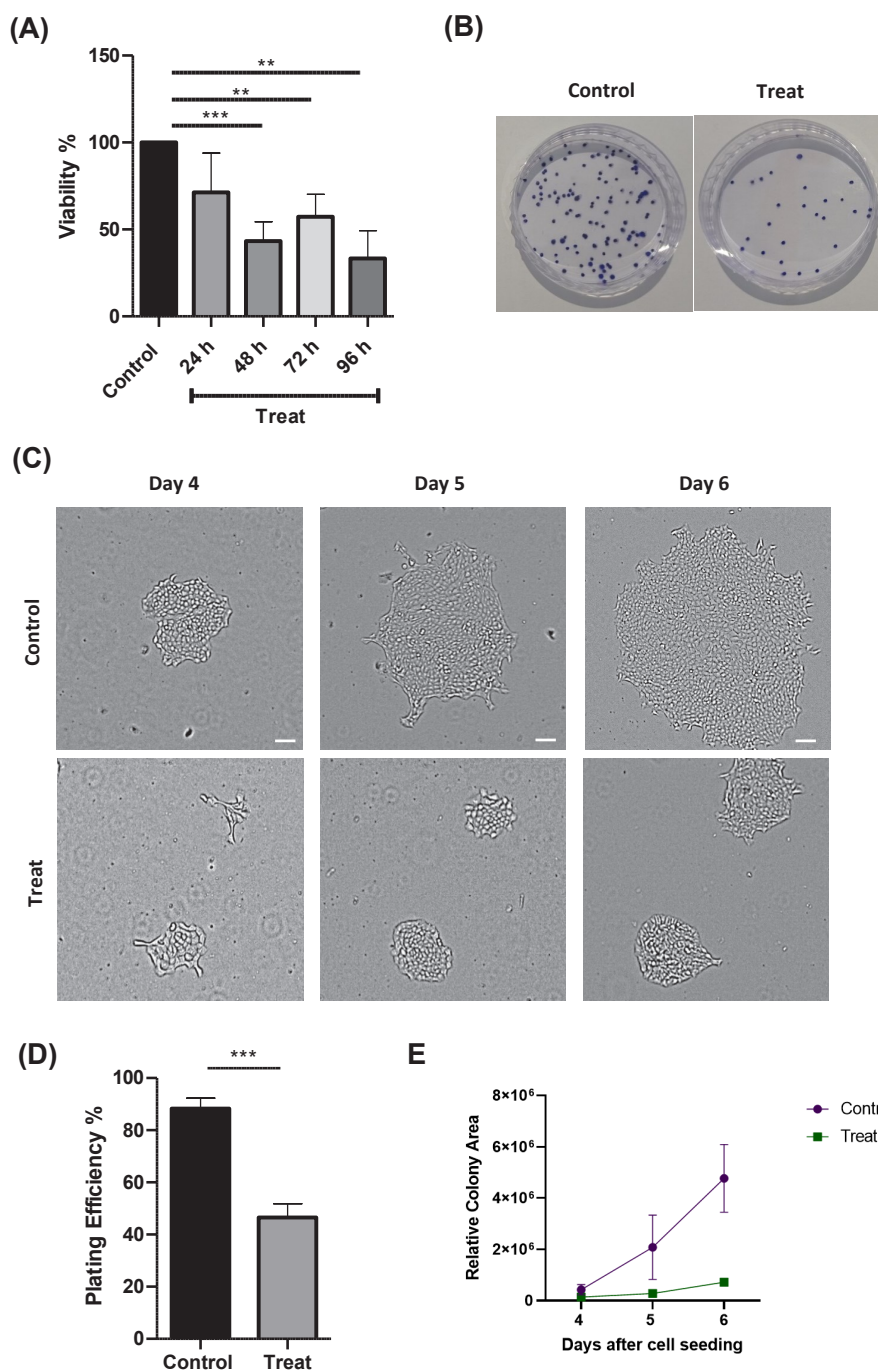 (A)
150
100
50
0
Viability %
**
**
***
Control
24 h
48 h
72 h
96 h
Treat
(B)
Control
Treat
(C)
Day 4
Day 5
Day 6
Control
Treat
(D)
***
100
80
60
40
20
0
Plating Efficiency %
Control
Treat
E
8×10⁶
6×10⁶
4×10⁶
2×10⁶
0
Relative Colony Area
4
5
6
Days after cell seeding
Contr
Treat